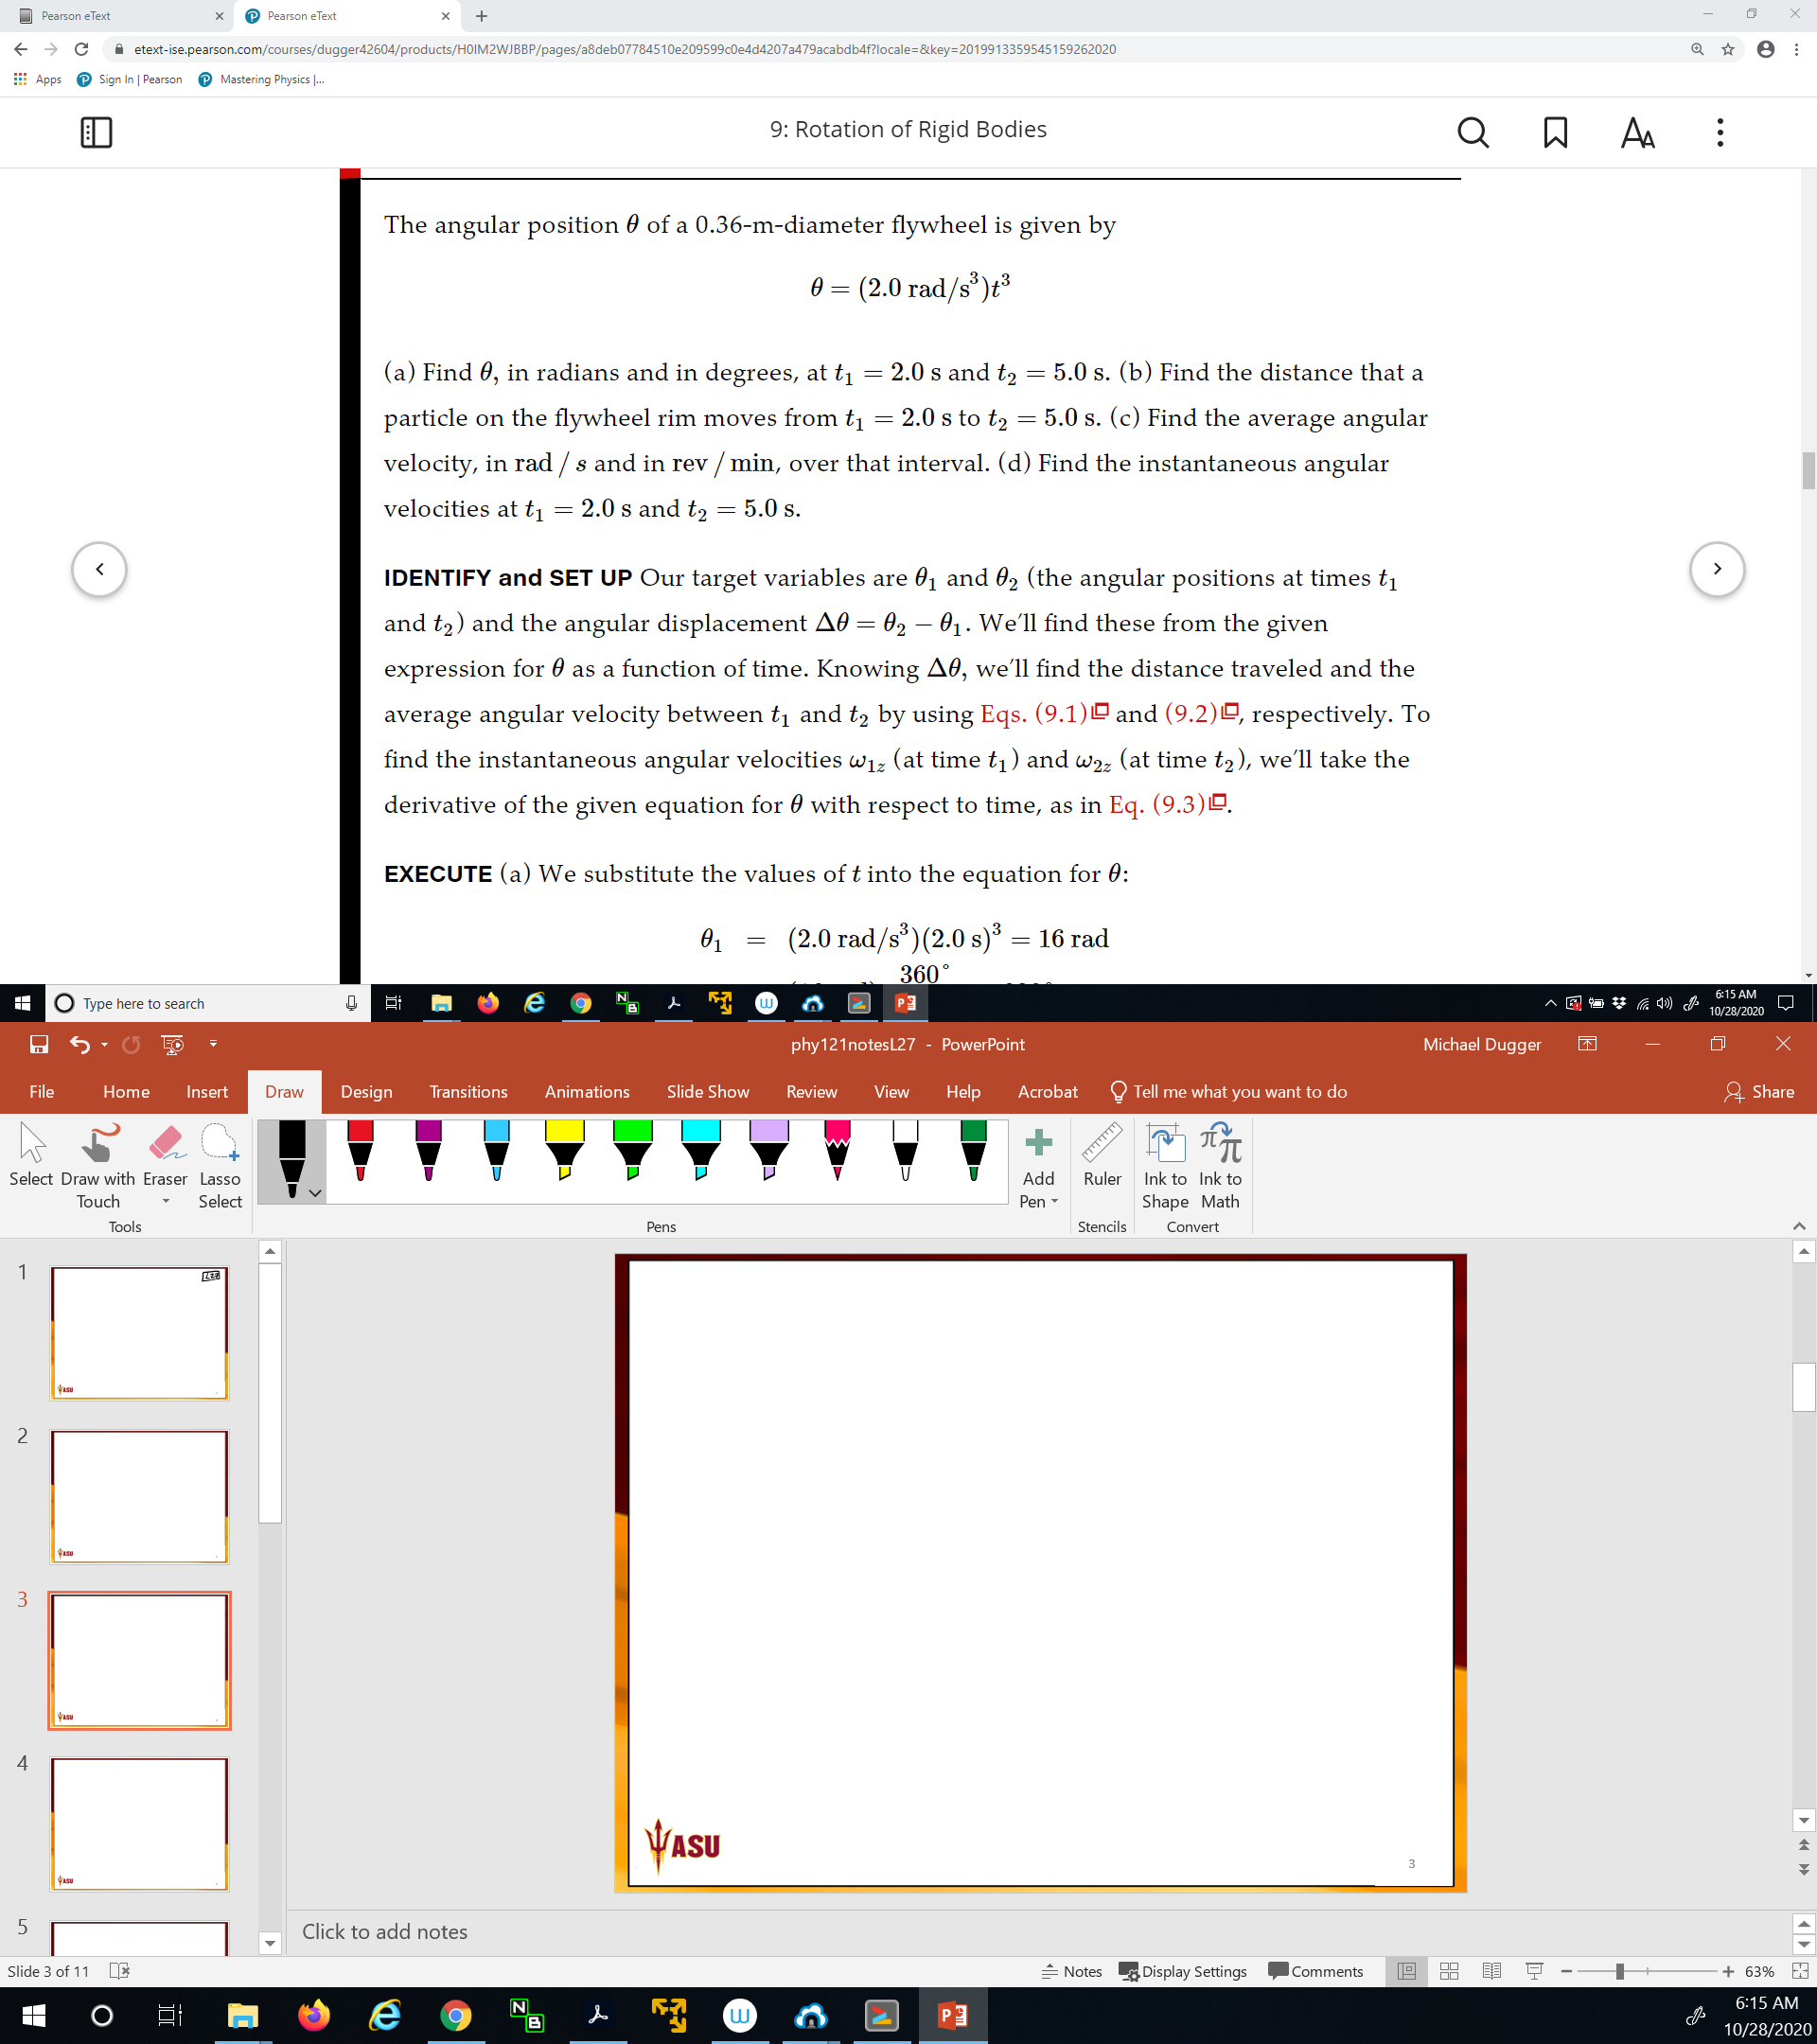 Pearson eText
Pearson eText
etext-ise.pearson.com/courses/dugger42604/products/H0IM2WJBBP/pages/a8deb07784510e209599c0e4d4207a479acabdb4f?locale=&key=2019913359545159262020
Apps Sign In | Pearson Mastering Physics |...
9: Rotation of Rigid Bodies
The angular position θ of a 0.36-m-diameter flywheel is given by
θ = (2.0 rad/s³)t³
(a) Find θ, in radians and in degrees, at t₁ = 2.0 s and t₂ = 5.0 s. (b) Find the distance that a
particle on the flywheel rim moves from t₁ = 2.0 s to t₂ = 5.0 s. (c) Find the average angular
velocity, in rad / s and in rev / min, over that interval. (d) Find the instantaneous angular
velocities at t₁ = 2.0 s and t₂ = 5.0 s.
IDENTIFY and SET UP Our target variables are θ₁ and θ₂ (the angular positions at times t₁
and t₂) and the angular displacement Δθ = θ₂ − θ₁. We’ll find these from the given
expression for θ as a function of time. Knowing Δθ, we’ll find the distance traveled and the
average angular velocity between t₁ and t₂ by using Eqs. (9.1) and (9.2), respectively. To
find the instantaneous angular velocities ω₁z (at time t₁) and ω₂z (at time t₂), we’ll take the
derivative of the given equation for θ with respect to time, as in Eq. (9.3).
EXECUTE (a) We substitute the values of t into the equation for θ:
θ₁ = (2.0 rad/s³)(2.0 s)³ = 16 rad
360°
Type here to search
6:15 AM
10/28/2020
phy121notesL27 - PowerPoint
Michael Dugger
File Home Insert Draw Design Transitions Animations Slide Show Review View Help Acrobat Tell me what you want to do Share
Select Draw with Touch Eraser Lasso Select
Tools
Pens
Add Pen
Ruler
Stencils
Ink to Shape Ink to Math
Convert
1
L27
ASU
2
ASU
3
ASU
4
ASU
5
ASU
3
Click to add notes
Slide 3 of 11
Notes Display Settings Comments 63%
6:15 AM
10/28/2020